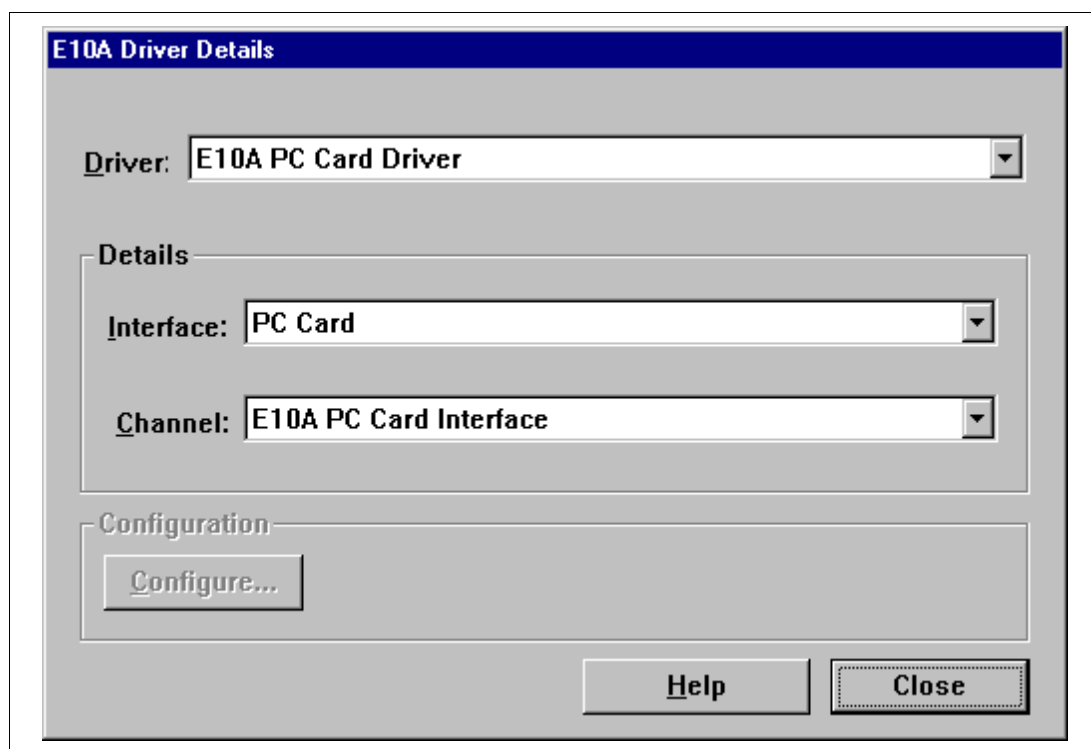 E10A Driver Details
Driver: E10A PC Card Driver
Details
Interface: PC Card
Channel: E10A PC Card Interface
Configuration
Configure...
Help Close